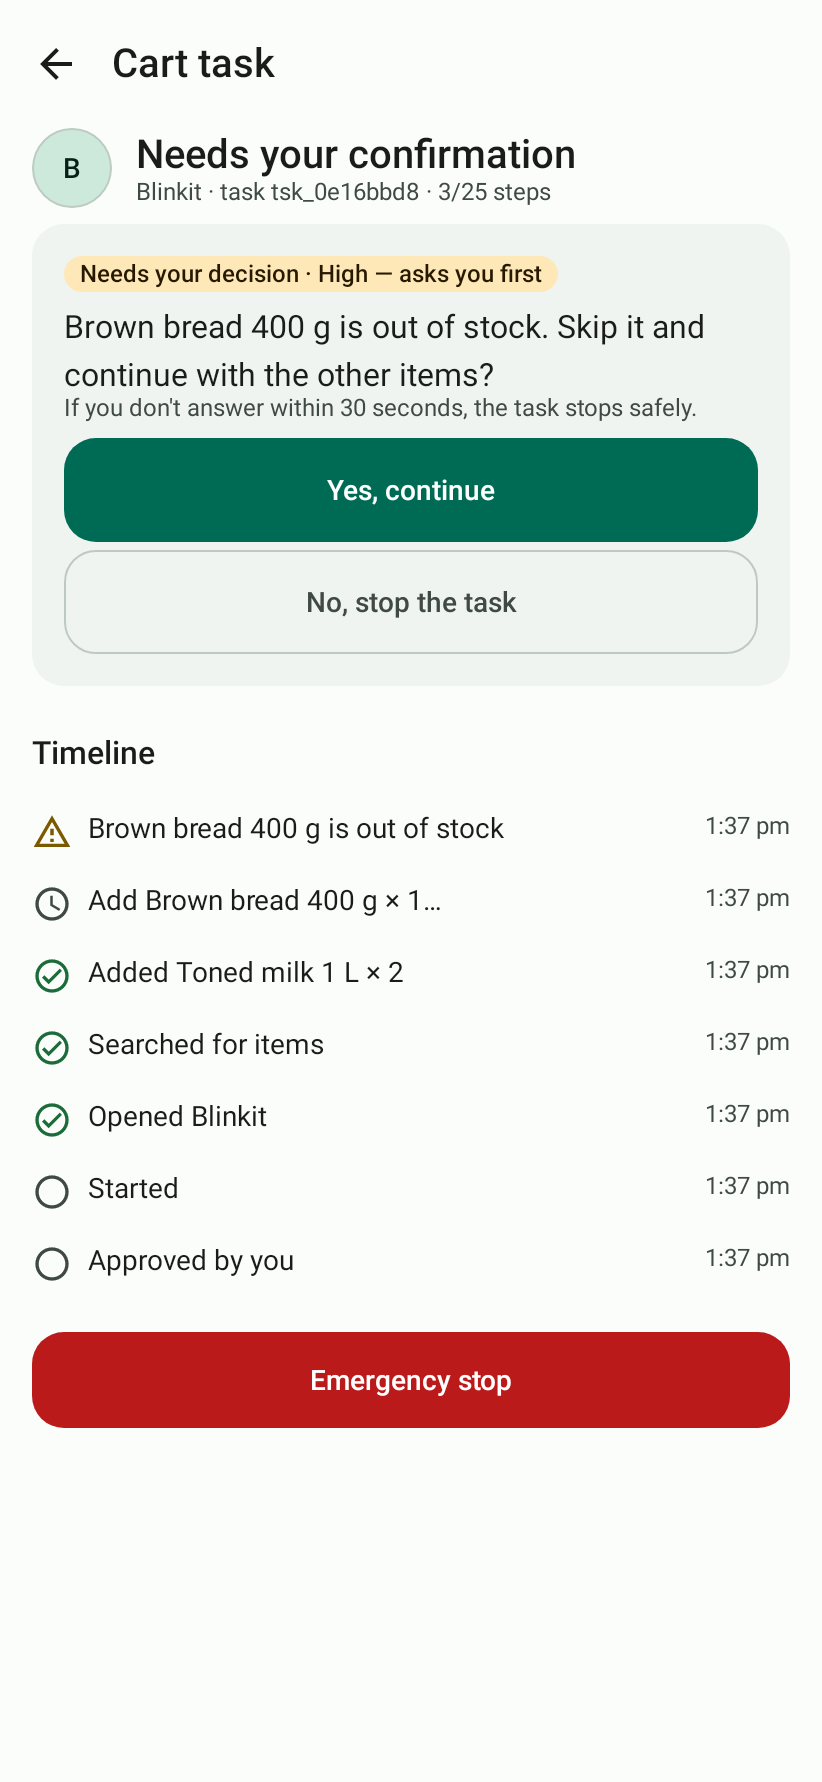 Cart task
B
Needs your confirmation
Blinkit · task tsk_0e16bbd8 · 3/25 steps
Needs your decision · High — asks you first
Brown bread 400 g is out of stock. Skip it and
continue with the other items?
If you don't answer within 30 seconds, the task stops safely.
Yes, continue
No, stop the task
Timeline
Brown bread 400 g is out of stock 1:37 pm
Add Brown bread 400 g × 1... 1:37 pm
Added Toned milk 1 L × 2 1:37 pm
Searched for items 1:37 pm
Opened Blinkit 1:37 pm
Started 1:37 pm
Approved by you 1:37 pm
Emergency stop